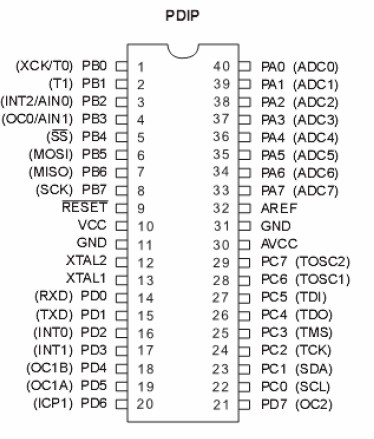 PDIP
(XCK/T0) PB0 1 40 PA0 (ADC0)
(T1) PB1 2 39 PA1 (ADC1)
(INT2/AIN0) PB2 3 38 PA2 (ADC2)
(OC0/AIN1) PB3 4 37 PA3 (ADC3)
(S̅S̅) PB4 5 36 PA4 (ADC4)
(MOSI) PB5 6 35 PA5 (ADC5)
(MISO) PB6 7 34 PA6 (ADC6)
(SCK) PB7 8 33 PA7 (ADC7)
R̅E̅S̅E̅T̅ 9 32 AREF
VCC 10 31 GND
GND 11 30 AVCC
XTAL2 12 29 PC7 (TOSC2)
XTAL1 13 28 PC6 (TOSC1)
(RXD) PD0 14 27 PC5 (TDI)
(TXD) PD1 15 26 PC4 (TDO)
(INT0) PD2 16 25 PC3 (TMS)
(INT1) PD3 17 24 PC2 (TCK)
(OC1B) PD4 18 23 PC1 (SDA)
(OC1A) PD5 19 22 PC0 (SCL)
(ICP1) PD6 20 21 PD7 (OC2)